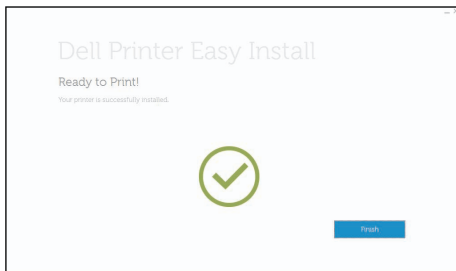 Dell Printer Easy Install
Ready to Print!
Your printer is successfully installed.
Finish